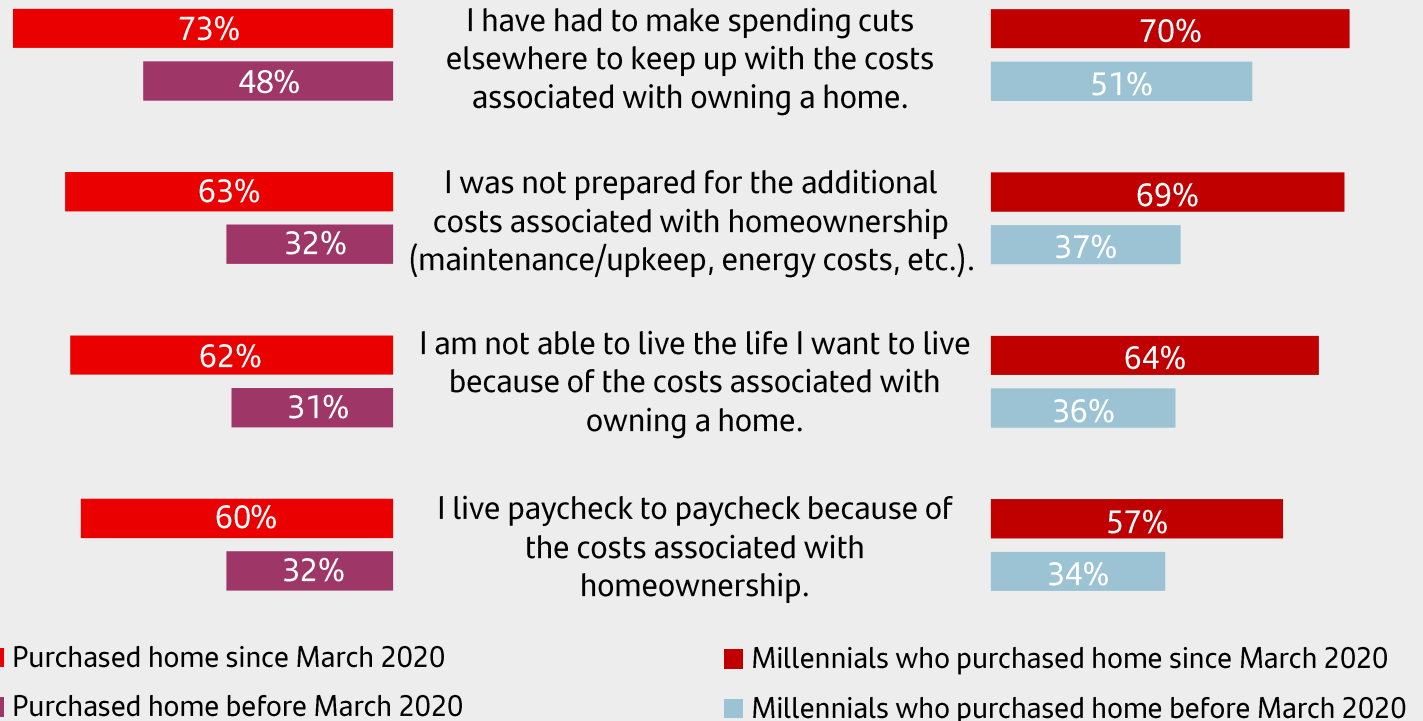 73%
48%
I have had to make spending cuts
elsewhere to keep up with the costs
associated with owning a home.
70%
51%
63%
32%
I was not prepared for the additional
costs associated with homeownership
(maintenance/upkeep, energy costs, etc.).
69%
37%
62%
31%
I am not able to live the life I want to live
because of the costs associated with
owning a home.
64%
36%
60%
32%
I live paycheck to paycheck because of
the costs associated with
homeownership.
57%
34%
Purchased home since March 2020
Purchased home before March 2020
Millennials who purchased home since March 2020
Millennials who purchased home before March 2020